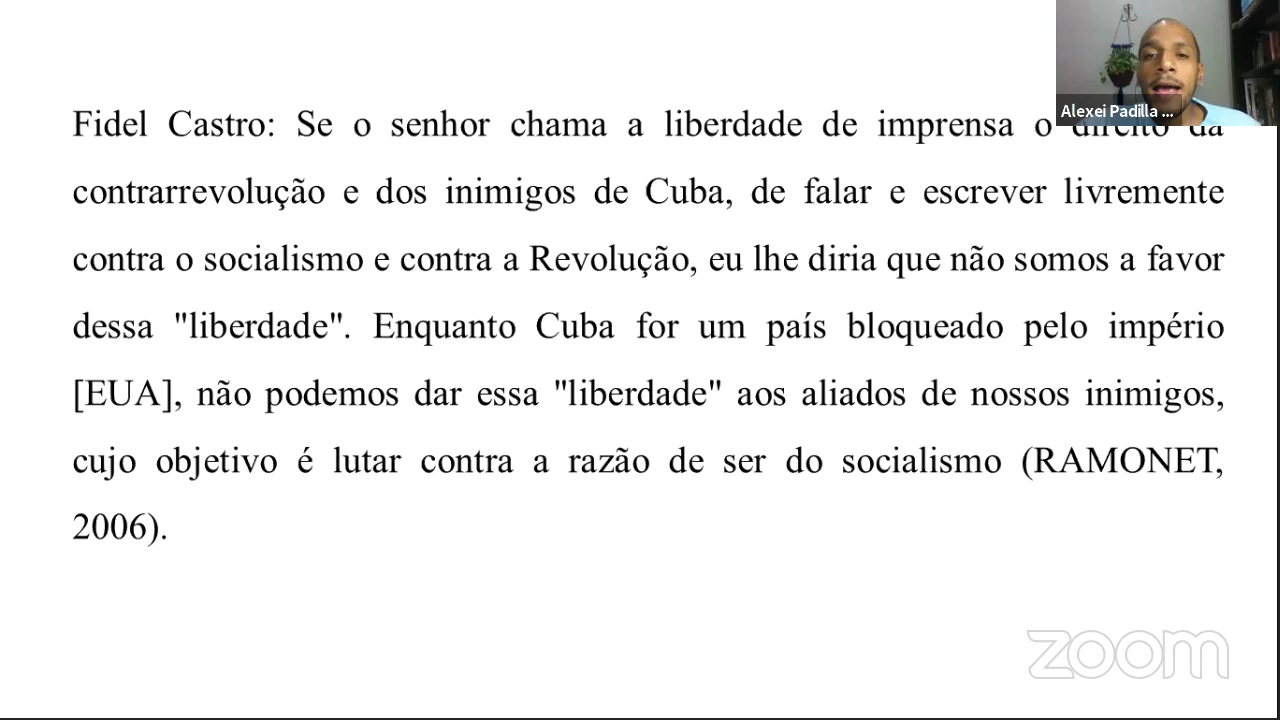 Fidel Castro: Se o senhor chama a liberdade de imprensa o direito da
contrarrevolução e dos inimigos de Cuba, de falar e escrever livremente
contra o socialismo e contra a Revolução, eu lhe diria que não somos a favor
dessa "liberdade". Enquanto Cuba for um país bloqueado pelo império
[EUA], não podemos dar essa "liberdade" aos aliados de nossos inimigos,
cujo objetivo é lutar contra a razão de ser do socialismo (RAMONET,
2006).
Alexei Padilla ...
zoom